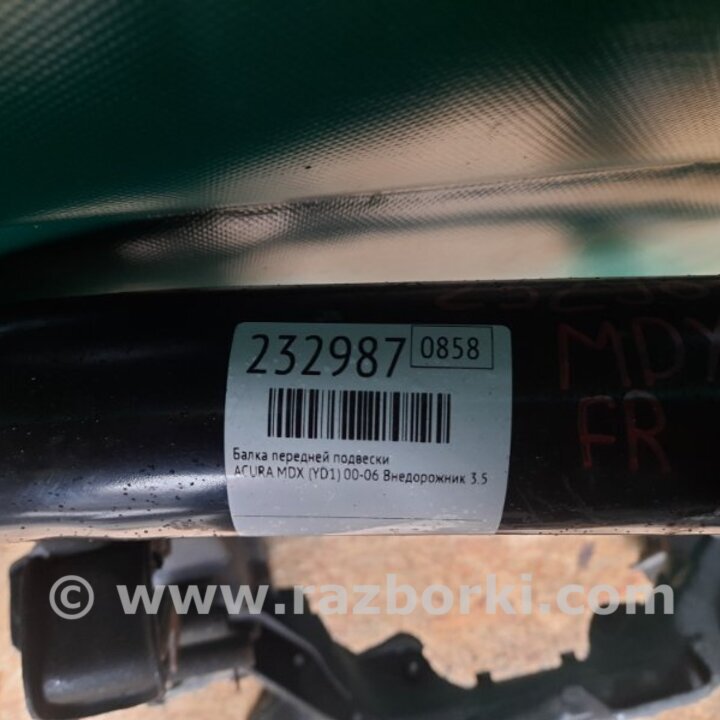 232987 0858
Балка передней подвески
ACURA MDX (YD1) 00-06 Внедорожник 3.5
MDX
FR
© www.razborki.com